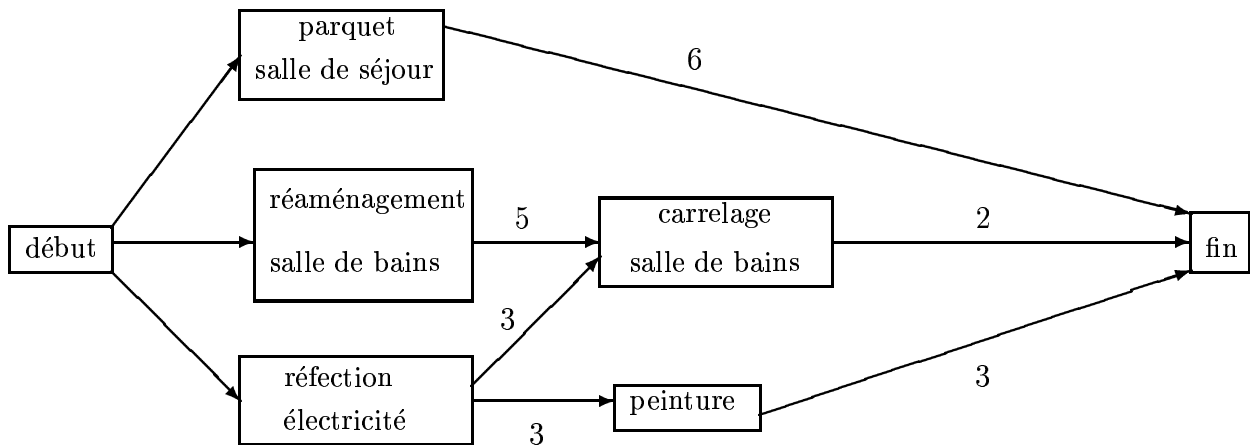 parquet
salle de séjour
6
réaménagement
salle de bains
5
carrelage
salle de bains
2
début
fin
3
réfection
électricité
3
peinture
3